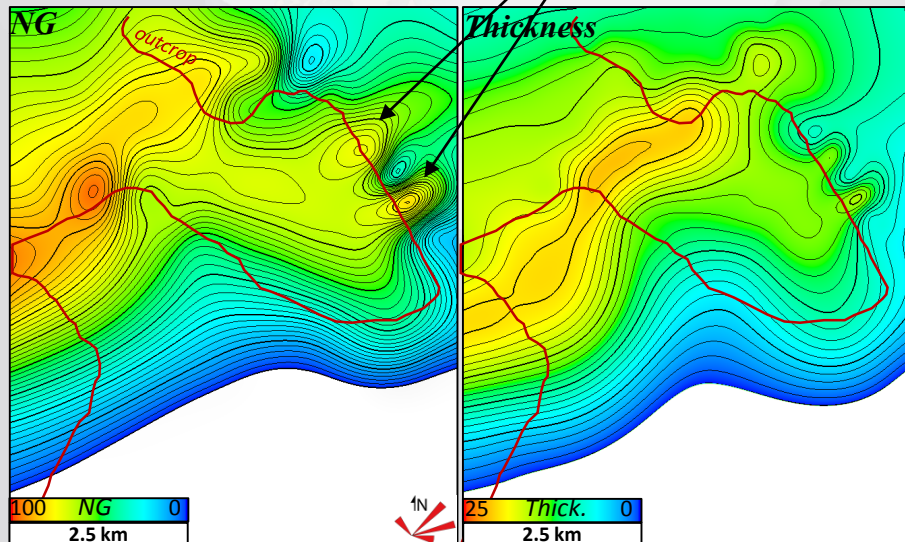 NG
outcrop
Thickness
100 NG 0
2.5 km
N
25 Thick. 0
2.5 km